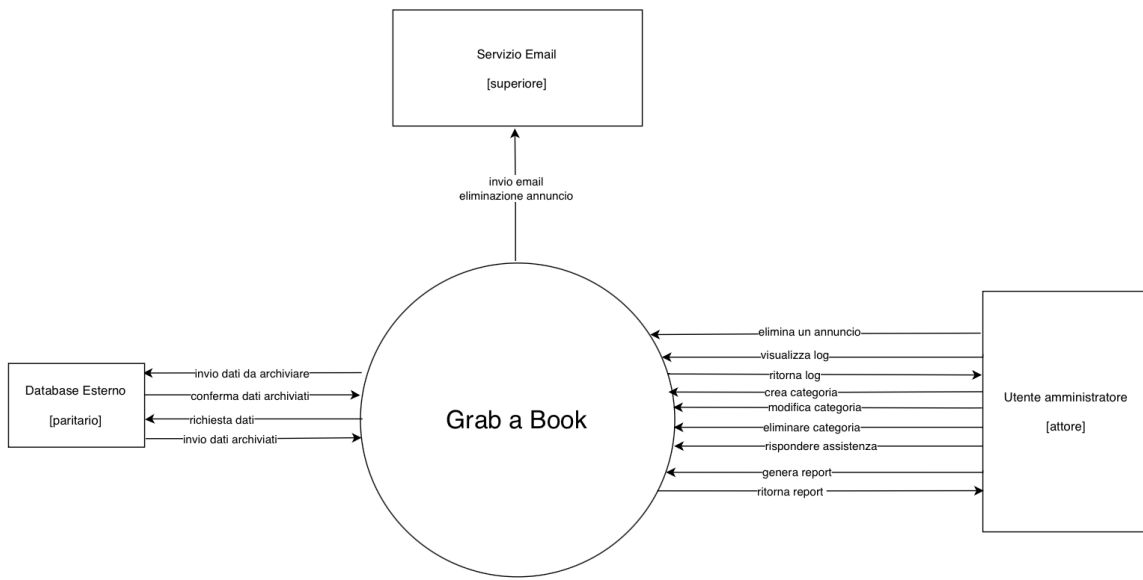 Servizio Email
[superiore]
invio email
eliminazione annuncio
Database Esterno
[paritario]
invio dati da archiviare
conferma dati archiviati
richiesta dati
invio dati archiviati
Grab a Book
elimina un annuncio
visualizza log
ritorna log
crea categoria
modifica categoria
eliminare categoria
rispondere assistenza
genera report
ritorna report
Utente amministratore
[attore]